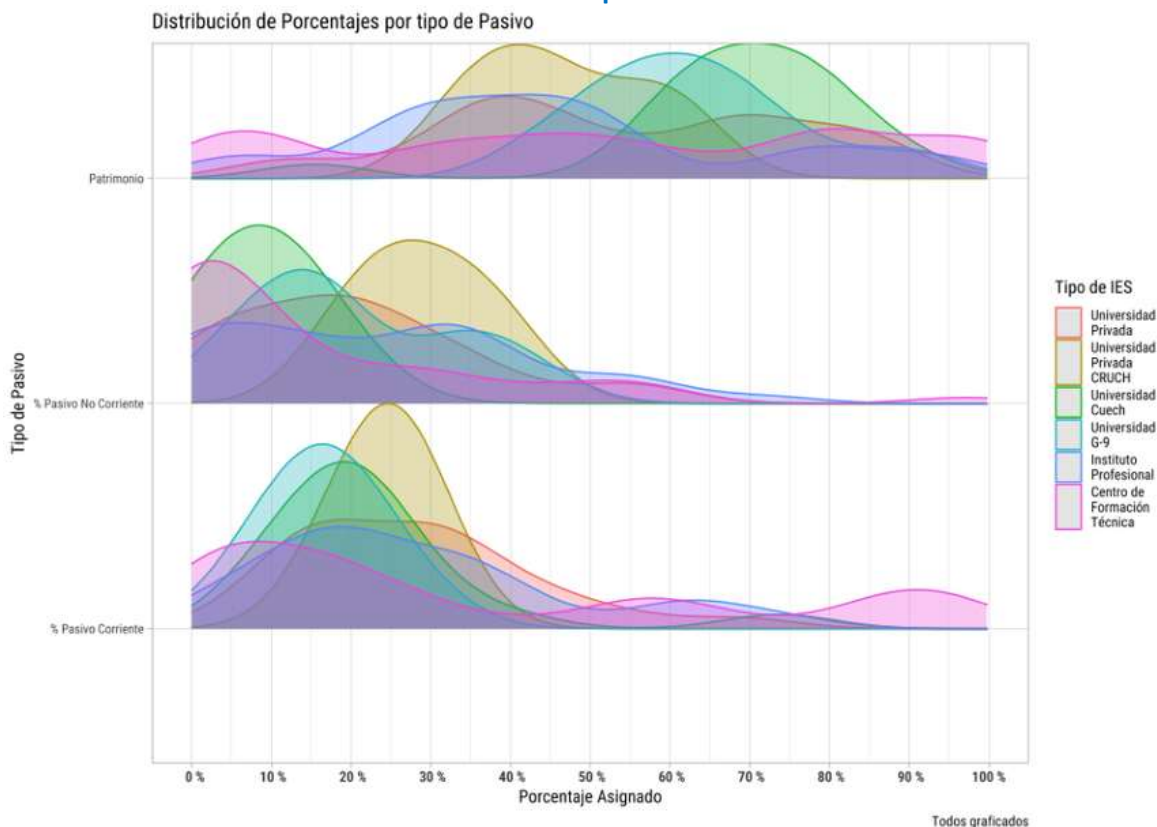 Distribución de Porcentajes por tipo de Pasivo
Tipo de Pasivo
Patrimonio
% Pasivo No Corriente
% Pasivo Corriente
0 % 10 % 20 % 30 % 40 % 50 % 60 % 70 % 80 % 90 % 100 %
Porcentaje Asignado
Tipo de IES
Universidad
Privada
Universidad
Privada
CRUCH
Universidad
Cuech
Universidad
G-9
Instituto
Profesional
Centro de
Formación
Técnica
Todos graficados